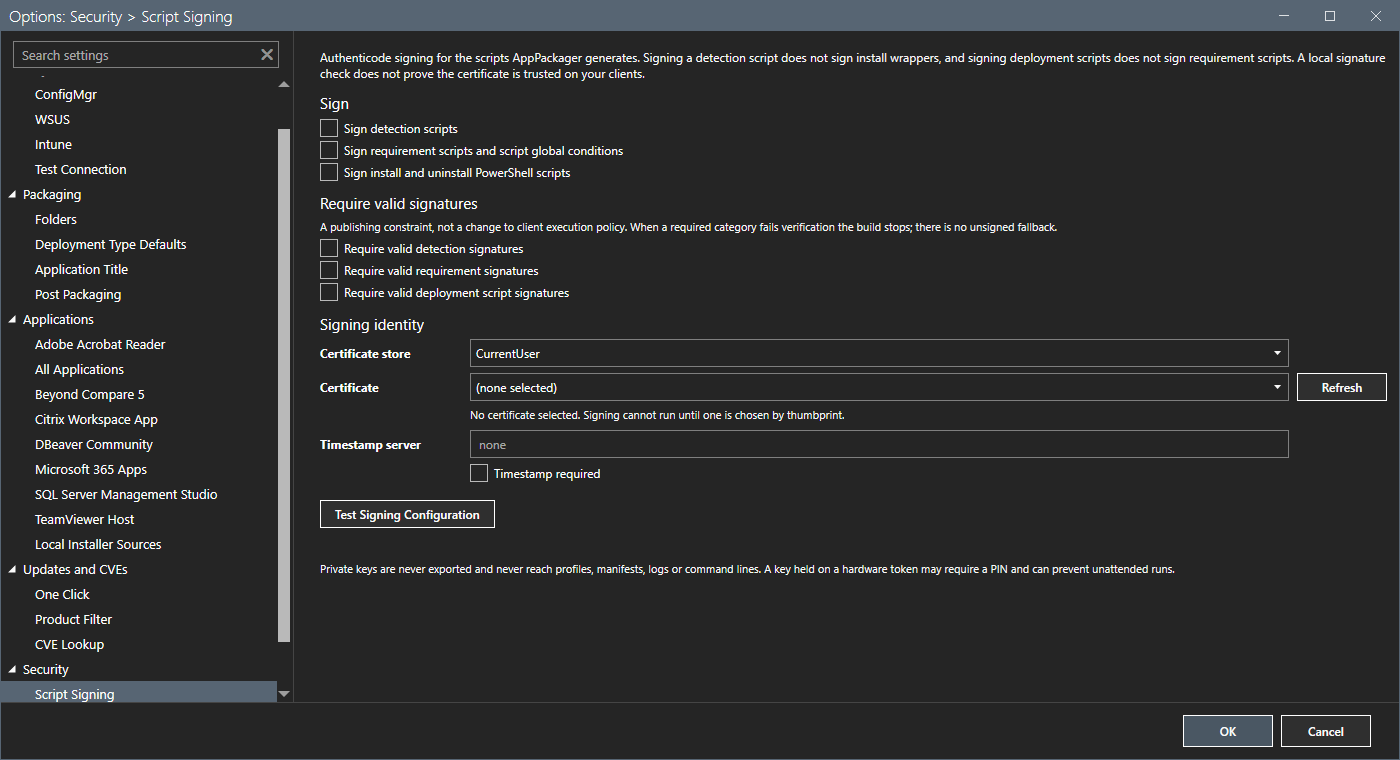 Options: Security > Script Signing
Search settings
ConfigMgr
WSUS
Intune
Test Connection
Packaging
Folders
Deployment Type Defaults
Application Title
Post Packaging
Applications
Adobe Acrobat Reader
All Applications
Beyond Compare 5
Citrix Workspace App
DBeaver Community
Microsoft 365 Apps
SQL Server Management Studio
TeamViewer Host
Local Installer Sources
Updates and CVEs
One Click
Product Filter
CVE Lookup
Security
Script Signing
Authenticode signing for the scripts AppPackager generates. Signing a detection script does not sign install wrappers, and signing deployment scripts does not sign requirement scripts. A local signature
check does not prove the certificate is trusted on your clients.
Sign
Sign detection scripts
Sign requirement scripts and script global conditions
Sign install and uninstall PowerShell scripts
Require valid signatures
A publishing constraint, not a change to client execution policy. When a required category fails verification the build stops; there is no unsigned fallback.
Require valid detection signatures
Require valid requirement signatures
Require valid deployment script signatures
Signing identity
Certificate store
CurrentUser
Certificate
(none selected)
Refresh
No certificate selected. Signing cannot run until one is chosen by thumbprint.
Timestamp server
none
Timestamp required
Test Signing Configuration
Private keys are never exported and never reach profiles, manifests, logs or command lines. A key held on a hardware token may require a PIN and can prevent unattended runs.
OK
Cancel